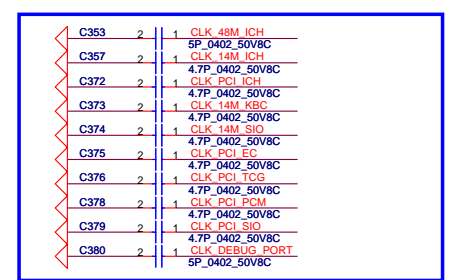 C353 2 1 CLK_48M_ICH
5P_0402_50V8C
C357 2 1 CLK_14M_ICH
4.7P_0402_50V8C
C372 2 1 CLK_PCI_ICH
4.7P_0402_50V8C
C373 2 1 CLK_14M_KBC
4.7P_0402_50V8C
C374 2 1 CLK_14M_SIO
4.7P_0402_50V8C
C375 2 1 CLK_PCI_EC
4.7P_0402_50V8C
C376 2 1 CLK_PCI_TCG
4.7P_0402_50V8C
C378 2 1 CLK_PCI_PCM
4.7P_0402_50V8C
C379 2 1 CLK_PCI_SIO
4.7P_0402_50V8C
C380 2 1 CLK_DEBUG_PORT
5P_0402_50V8C